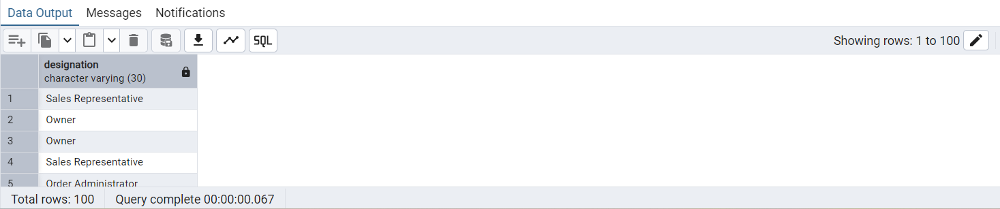 Data Output Messages Notifications
SQL Showing rows: 1 to 100
designation
character varying (30)
1 Sales Representative
2 Owner
3 Owner
4 Sales Representative
5 Order Administrator
Total rows: 100 Query complete 00:00:00.067